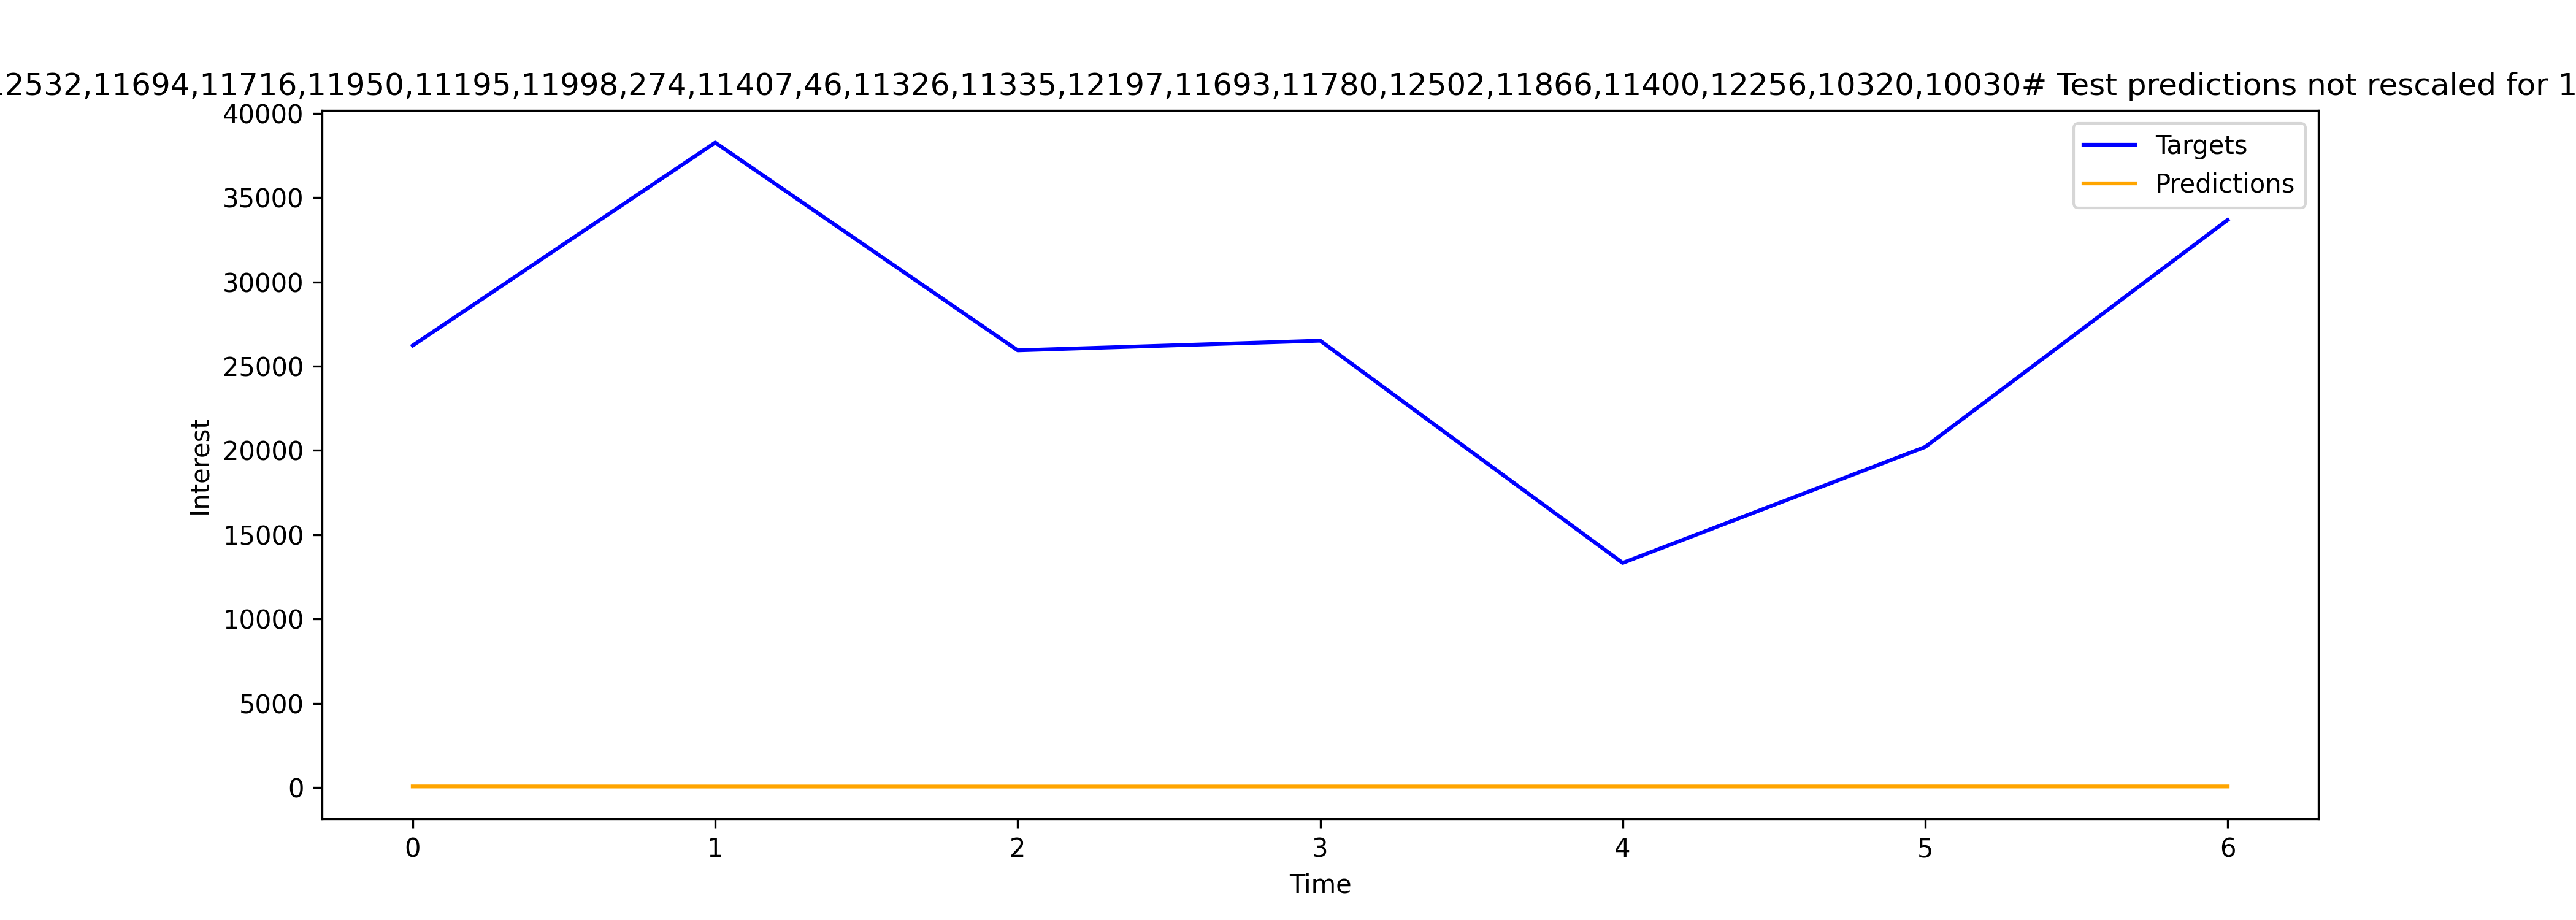 2532,11694,11716,11950,11195,11998,274,11407,46,11326,11335,12197,11693,11780,12502,11866,11400,12256,10320,10030# Test predictions not rescaled for 1
40000
35000
30000
25000
20000
15000
10000
5000
0
Interest
Targets
Predictions
0 1 2 3 4 5 6
Time